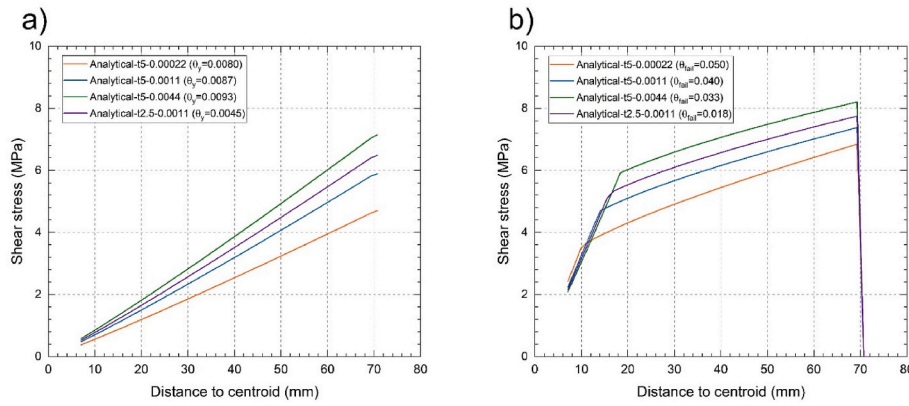 a)
10
8
6
4
2
0
0 10 20 30 40 50 60 70 80
Shear stress (MPa)
Distance to centroid (mm)
Analytical-t5-0.00022 (θy=0.0080)
Analytical-t5-0.0011 (θy=0.0087)
Analytical-t5-0.0044 (θy=0.0093)
Analytical-t2.5-0.0011 (θy=0.0045)
b)
10
8
6
4
2
0
0 10 20 30 40 50 60 70 80
Shear stress (MPa)
Distance to centroid (mm)
Analytical-t5-0.00022 (θfail=0.050)
Analytical-t5-0.0011 (θfail=0.040)
Analytical-t5-0.0044 (θfail=0.033)
Analytical-t2.5-0.0011 (θfail=0.018)